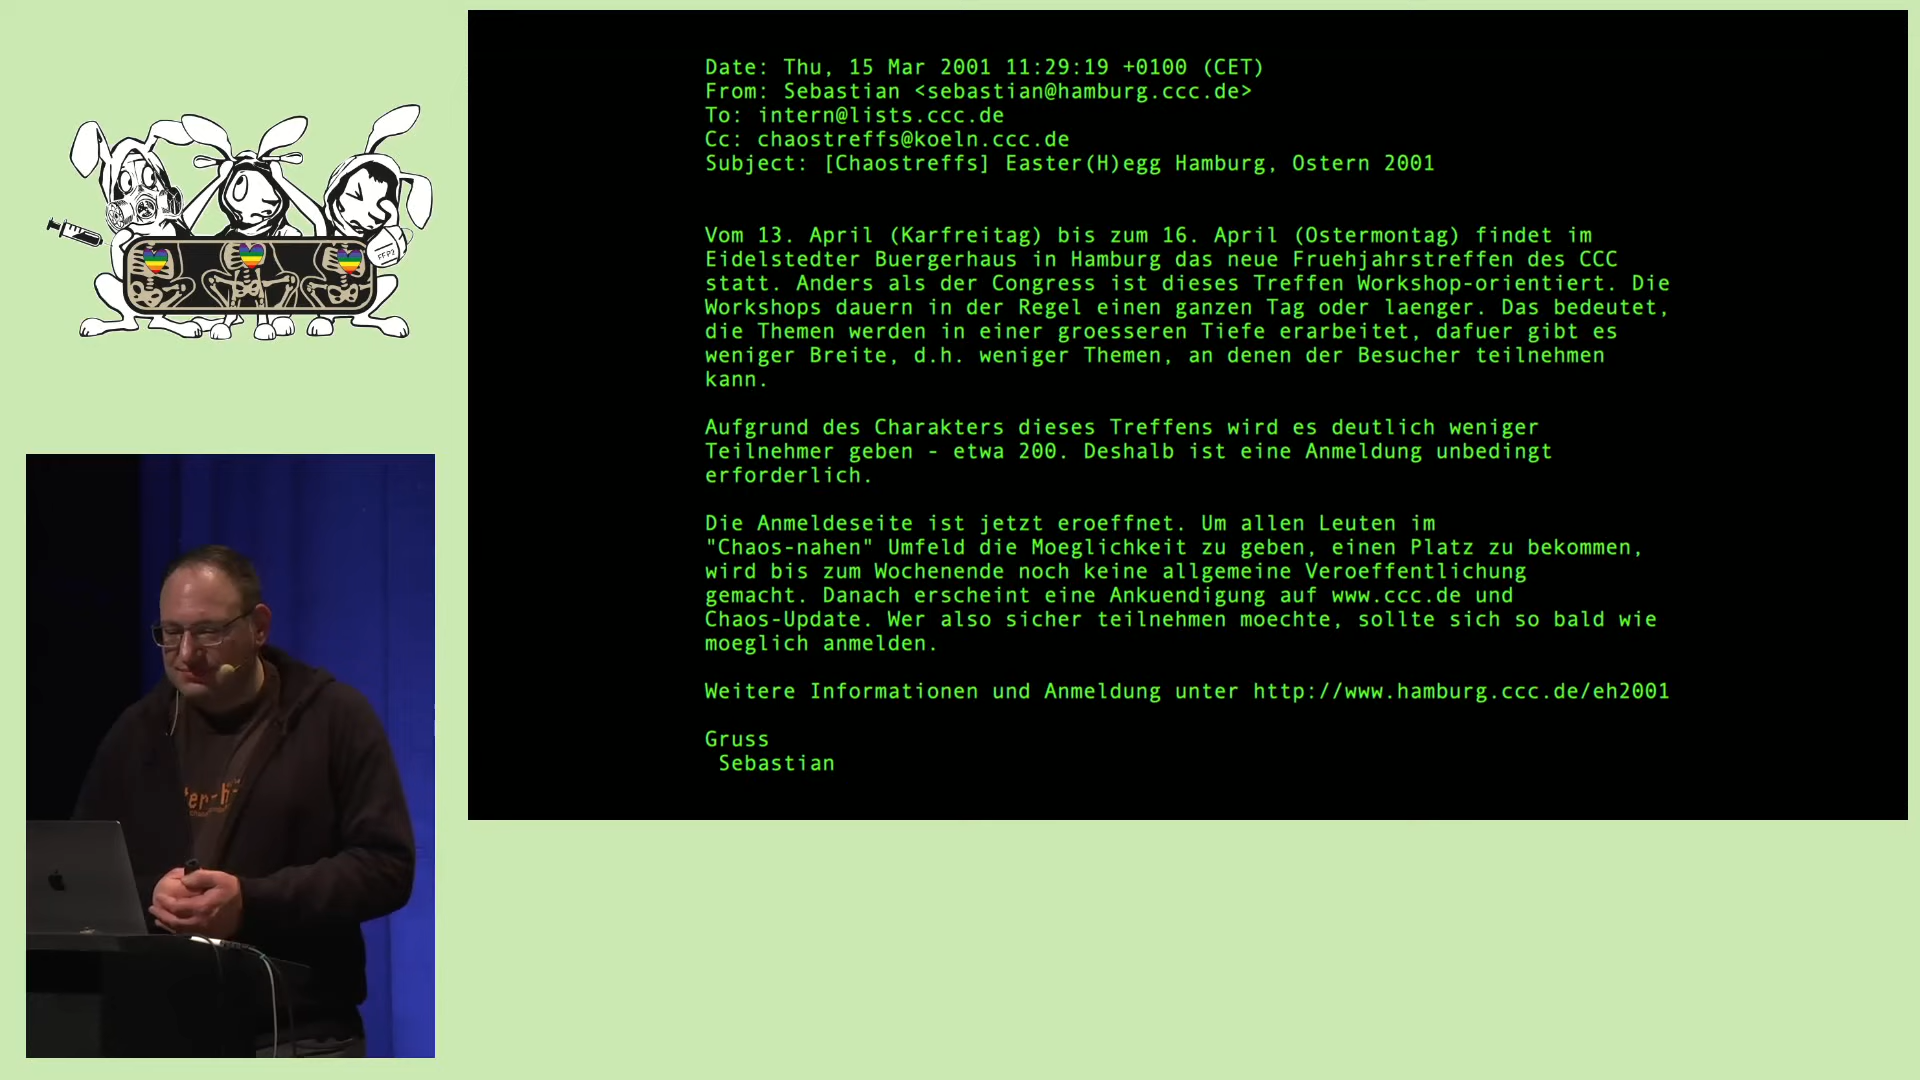 Date: Thu, 15 Mar 2001 11:29:19 +0100 (CET)
From: Sebastian <sebastian@hamburg.ccc.de>
To: intern@lists.ccc.de
Cc: chaostreffs@koeln.ccc.de
Subject: [Chaostreffs] Easter(H)egg Hamburg, Ostern 2001
Vom 13. April (Karfreitag) bis zum 16. April (Ostermontag) findet im
Eidelstedter Buergerhaus in Hamburg das neue Fruehjahrstreffen des CCC
statt. Anders als der Congress ist dieses Treffen Workshop-orientiert. Die
Workshops dauern in der Regel einen ganzen Tag oder laenger. Das bedeutet,
die Themen werden in einer groesseren Tiefe erarbeitet, dafuer gibt es
weniger Breite, d.h. weniger Themen, an denen der Besucher teilnehmen
kann.
Aufgrund des Charakters dieses Treffens wird es deutlich weniger
Teilnehmer geben - etwa 200. Deshalb ist eine Anmeldung unbedingt
erforderlich.
Die Anmeldeseite ist jetzt eroeffnet. Um allen Leuten im
"Chaos-nahen" Umfeld die Moeglichkeit zu geben, einen Platz zu bekommen,
wird bis zum Wochenende noch keine allgemeine Veroeffentlichung
gemacht. Danach erscheint eine Ankuendigung auf www.ccc.de und
Chaos-Update. Wer also sicher teilnehmen moechte, sollte sich so bald wie
moeglich anmelden.
Weitere Informationen und Anmeldung unter http://www.hamburg.ccc.de/eh2001
Gruss
Sebastian
FFP2